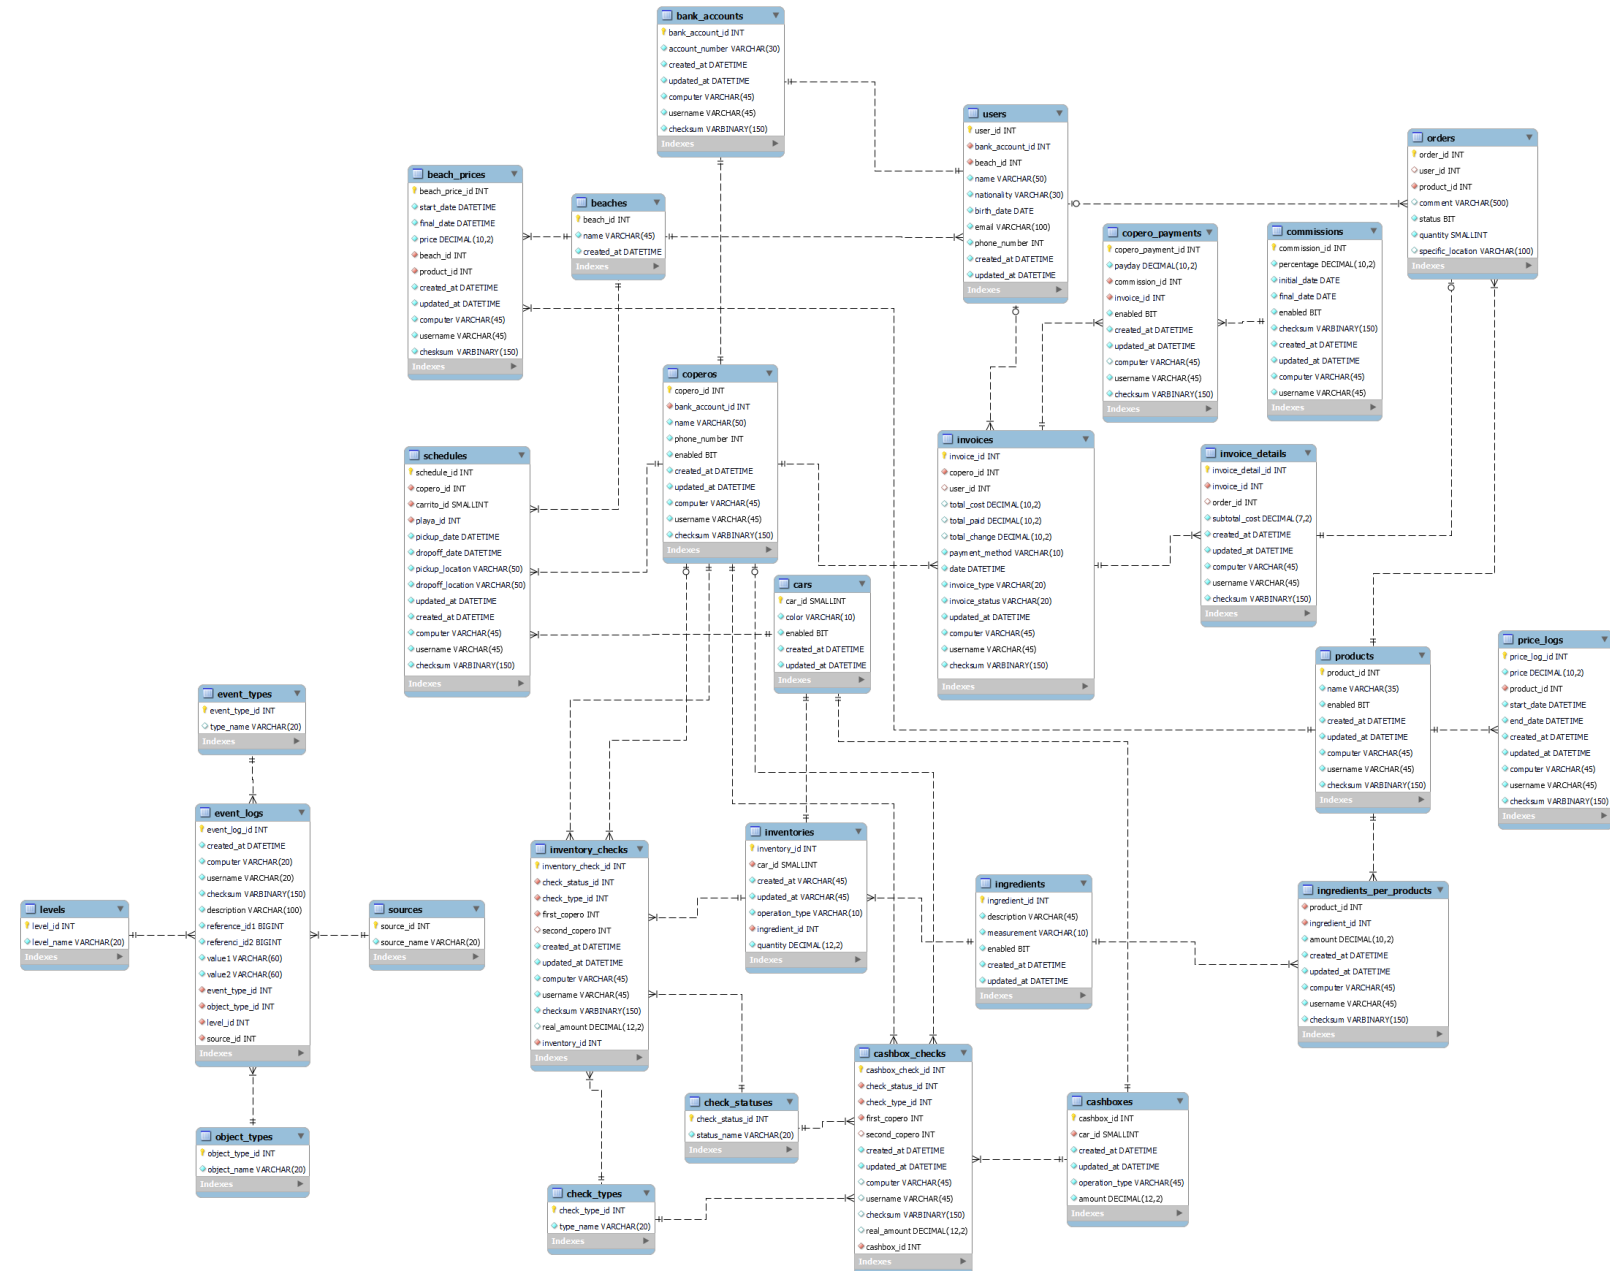 bank_accounts
bank_account_id INT
account_number VARCHAR(30)
created_at DATETIME
updated_at DATETIME
computer VARCHAR(45)
username VARCHAR(45)
checksum VARBINARY(150)
Indexes
users
user_id INT
bank_account_id INT
beach_id INT
name VARCHAR(50)
nationality VARCHAR(30)
birth_date DATE
email VARCHAR(100)
phone_number INT
created_at DATETIME
updated_at DATETIME
Indexes
orders
order_id INT
user_id INT
product_id INT
comment VARCHAR(500)
status BIT
quantity SMALLINT
specific_location VARCHAR(100)
Indexes
beach_prices
beach_price_id INT
start_date DATETIME
final_date DATETIME
price DECIMAL(10,2)
beach_id INT
product_id INT
created_at DATETIME
updated_at DATETIME
computer VARCHAR(45)
username VARCHAR(45)
chesksum VARBINARY(150)
Indexes
beaches
beach_id INT
name VARCHAR(45)
created_at DATETIME
Indexes
copero_payments
copero_payment_id INT
payday DECIMAL(10,2)
commission_id INT
invoice_id INT
enabled BIT
created_at DATETIME
updated_at DATETIME
computer VARCHAR(45)
username VARCHAR(45)
checksum VARBINARY(150)
Indexes
commissions
commission_id INT
percentage DECIMAL(10,2)
initial_date DATE
final_date DATE
enabled BIT
checksum VARBINARY(150)
created_at DATETIME
updated_at DATETIME
computer VARCHAR(45)
username VARCHAR(45)
Indexes
coperos
copero_id INT
bank_account_id INT
name VARCHAR(50)
phone_number INT
enabled BIT
created_at DATETIME
updated_at DATETIME
computer VARCHAR(45)
username VARCHAR(45)
checksum VARBINARY(150)
Indexes
schedules
schedule_id INT
copero_id INT
carrito_id SMALLINT
playa_id INT
pickup_date DATETIME
dropoff_date DATETIME
pickup_location VARCHAR(50)
dropoff_location VARCHAR(50)
updated_at DATETIME
created_at DATETIME
computer VARCHAR(45)
username VARCHAR(45)
checksum VARBINARY(150)
Indexes
invoices
invoice_id INT
copero_id INT
user_id INT
total_cost DECIMAL(10,2)
total_paid DECIMAL(10,2)
total_change DECIMAL(10,2)
payment_method VARCHAR(10)
date DATETIME
invoice_type VARCHAR(20)
invoice_status VARCHAR(20)
updated_at DATETIME
computer VARCHAR(45)
username VARCHAR(45)
checksum VARBINARY(150)
Indexes
invoice_details
invoice_detail_id INT
invoice_id INT
order_id INT
subtotal_cost DECIMAL(7,2)
created_at DATETIME
updated_at DATETIME
computer VARCHAR(45)
username VARCHAR(45)
checksum VARBINARY(150)
Indexes
cars
car_id SMALLINT
color VARCHAR(10)
enabled BIT
created_at DATETIME
updated_at DATETIME
Indexes
products
product_id INT
name VARCHAR(35)
enabled BIT
created_at DATETIME
updated_at DATETIME
computer VARCHAR(45)
username VARCHAR(45)
checksum VARBINARY(150)
Indexes
price_logs
price_log_id INT
price DECIMAL(10,2)
product_id INT
start_date DATETIME
end_date DATETIME
created_at DATETIME
updated_at DATETIME
computer VARCHAR(45)
username VARCHAR(45)
checksum VARBINARY(150)
Indexes
event_types
event_type_id INT
type_name VARCHAR(20)
Indexes
event_logs
event_log_id INT
created_at DATETIME
computer VARCHAR(20)
username VARCHAR(20)
checksum VARBINARY(150)
description VARCHAR(100)
reference_id1 BIGINT
referenci_id2 BIGINT
value1 VARCHAR(60)
value2 VARCHAR(60)
event_type_id INT
object_type_id INT
level_id INT
source_id INT
Indexes
levels
level_id INT
level_name VARCHAR(20)
Indexes
sources
source_id INT
source_name VARCHAR(20)
Indexes
object_types
object_type_id INT
object_name VARCHAR(20)
Indexes
inventory_checks
inventory_check_id INT
check_status_id INT
check_type_id INT
first_copero INT
second_copero INT
created_at DATETIME
updated_at DATETIME
computer VARCHAR(45)
username VARCHAR(45)
checksum VARBINARY(150)
real_amount DECIMAL(12,2)
inventory_id INT
Indexes
inventories
inventory_id INT
car_id SMALLINT
created_at VARCHAR(45)
updated_at VARCHAR(45)
operation_type VARCHAR(10)
ingredient_id INT
quantity DECIMAL(12,2)
Indexes
ingredients
ingredient_id INT
description VARCHAR(45)
measurement VARCHAR(10)
enabled BIT
created_at DATETIME
updated_at DATETIME
Indexes
ingredients_per_products
product_id INT
ingredient_id INT
amount DECIMAL(10,2)
created_at DATETIME
updated_at DATETIME
computer VARCHAR(45)
username VARCHAR(45)
checksum VARBINARY(150)
Indexes
check_statuses
check_status_id INT
status_name VARCHAR(20)
Indexes
check_types
check_type_id INT
type_name VARCHAR(20)
Indexes
cashbox_checks
cashbox_check_id INT
check_status_id INT
check_type_id INT
first_copero INT
second_copero INT
created_at DATETIME
updated_at DATETIME
computer VARCHAR(45)
username VARCHAR(45)
checksum VARBINARY(150)
real_amount DECIMAL(12,2)
cashbox_id INT
Indexes
cashboxes
cashbox_id INT
car_id SMALLINT
created_at DATETIME
updated_at DATETIME
operation_type VARCHAR(45)
amount DECIMAL(12,2)
Indexes